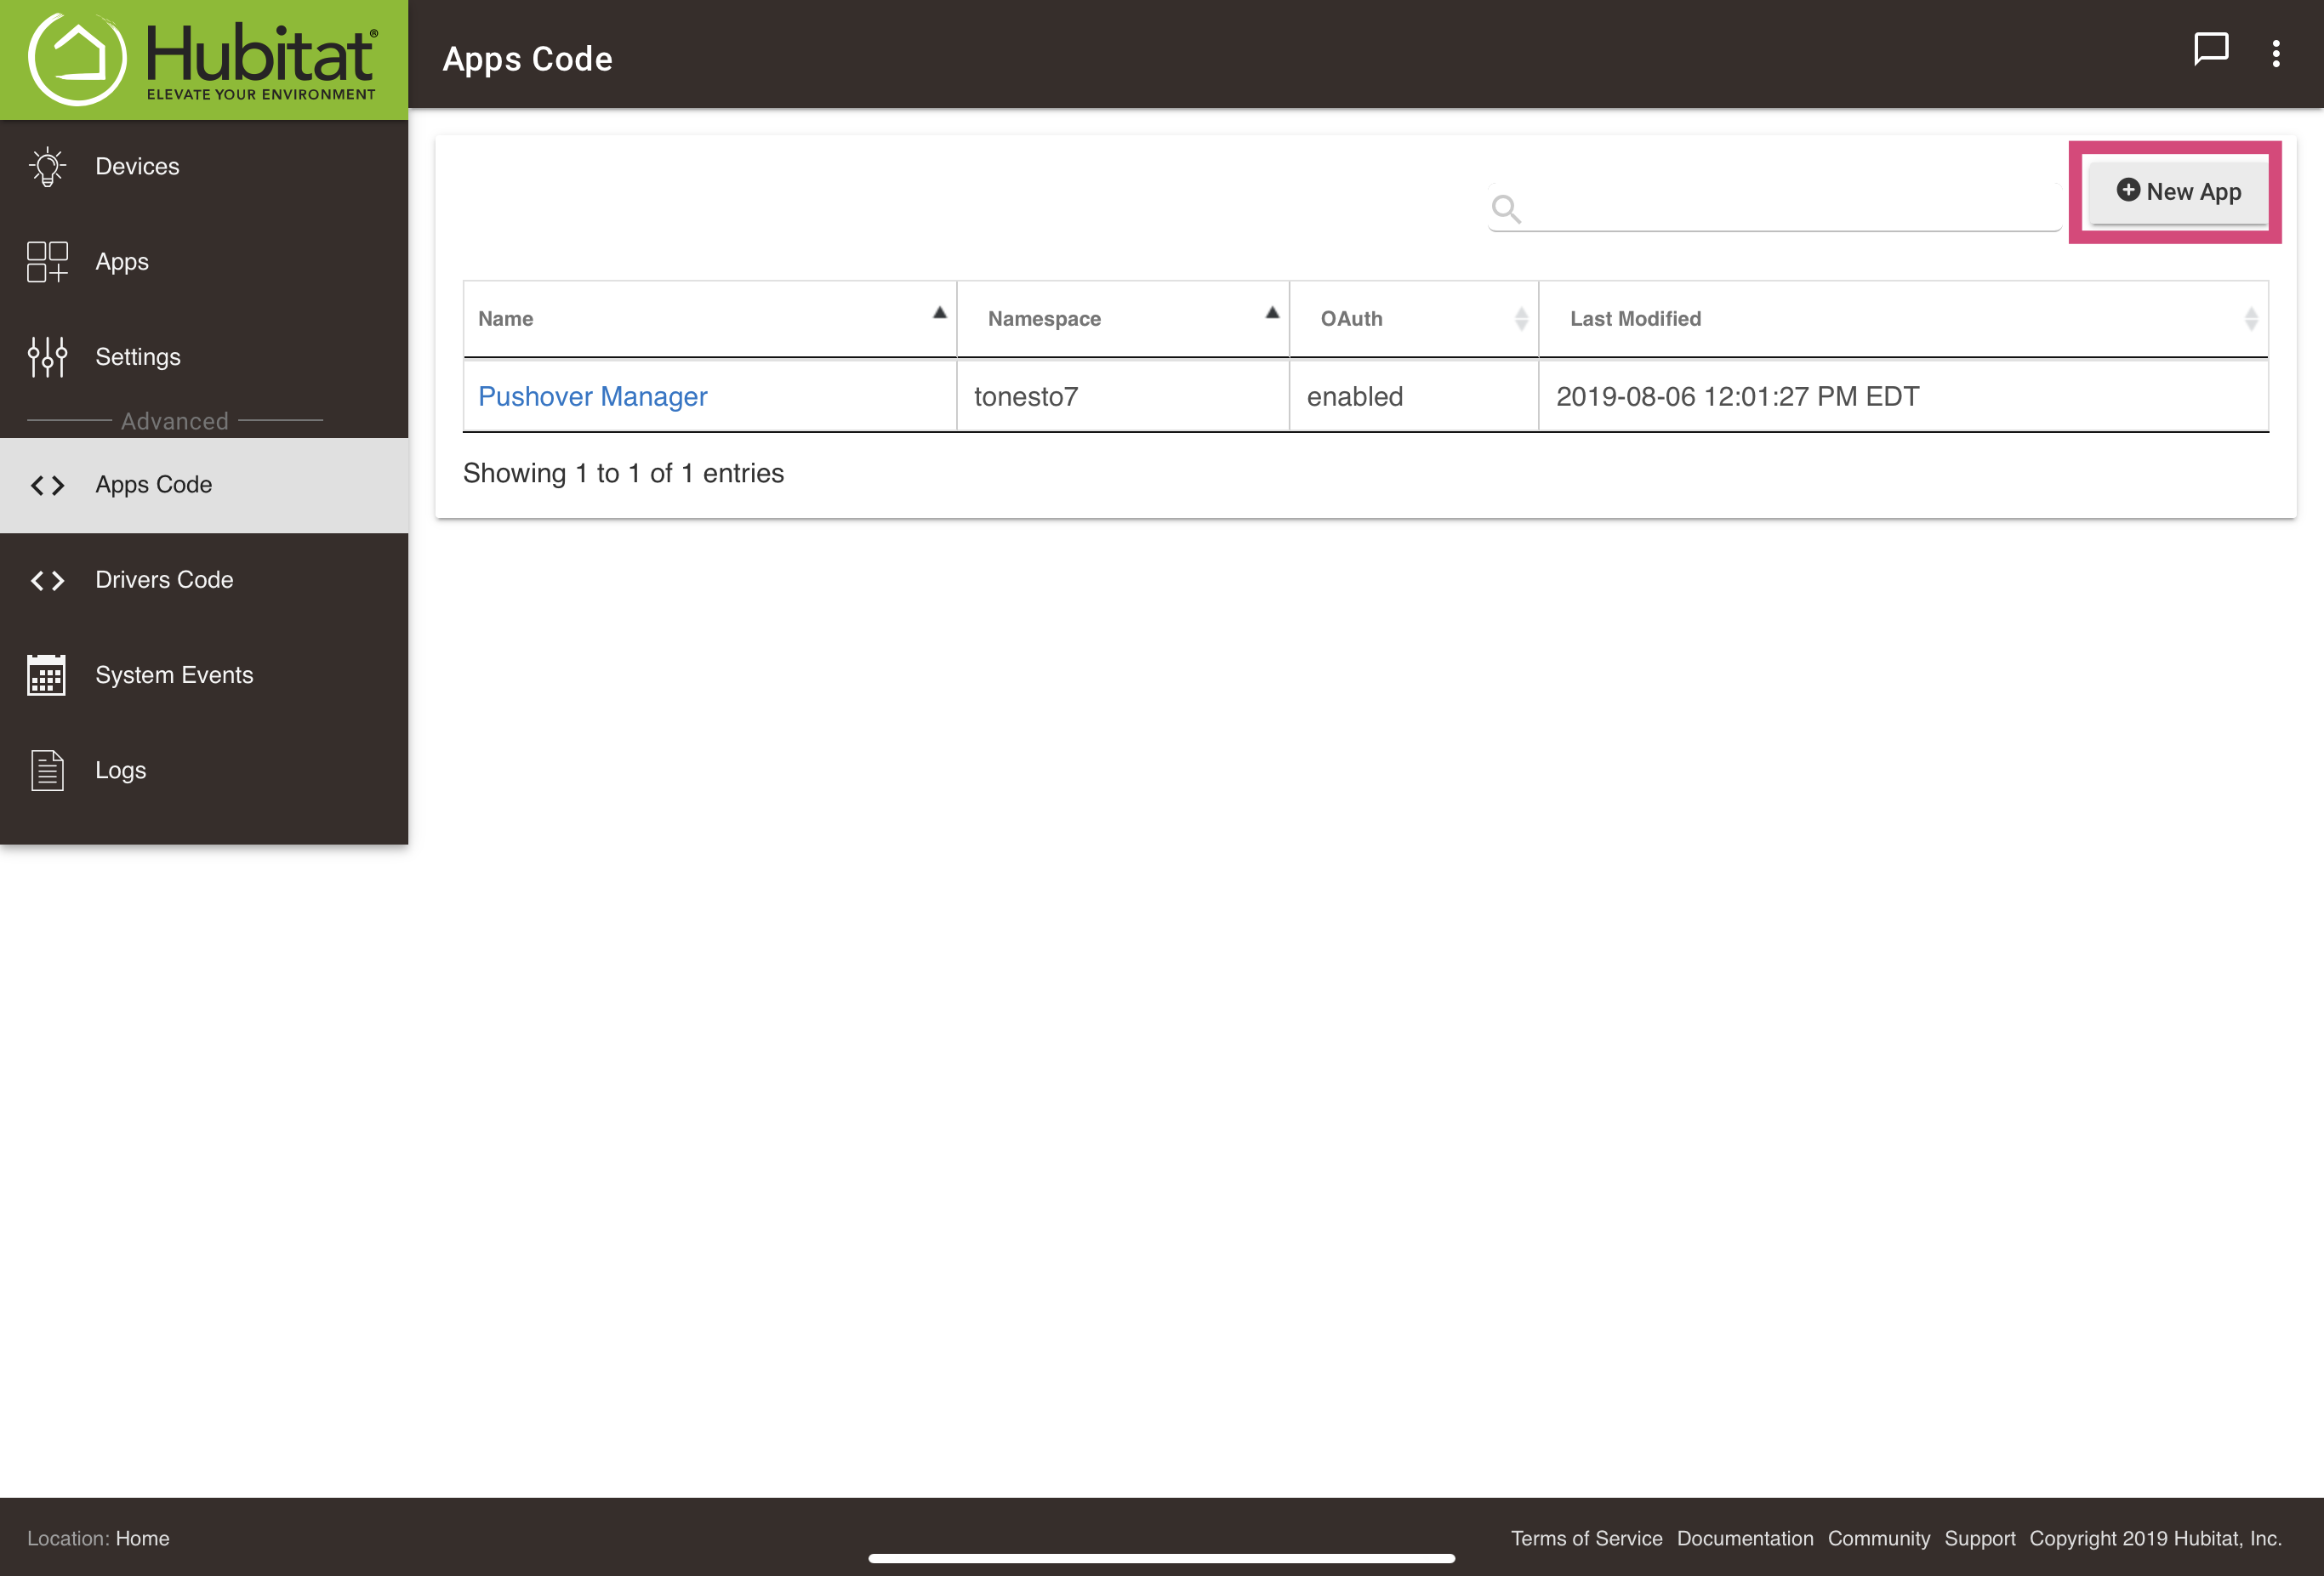 Hubitat®
ELEVATE YOUR ENVIRONMENT
Apps Code
Devices
Apps
Settings
Advanced
Apps Code
Drivers Code
System Events
Logs
New App
Name Namespace OAuth Last Modified
Pushover Manager tonesto7 enabled 2019-08-06 12:01:27 PM EDT
Showing 1 to 1 of 1 entries
Location: Home
Terms of Service Documentation Community Support Copyright 2019 Hubitat, Inc.